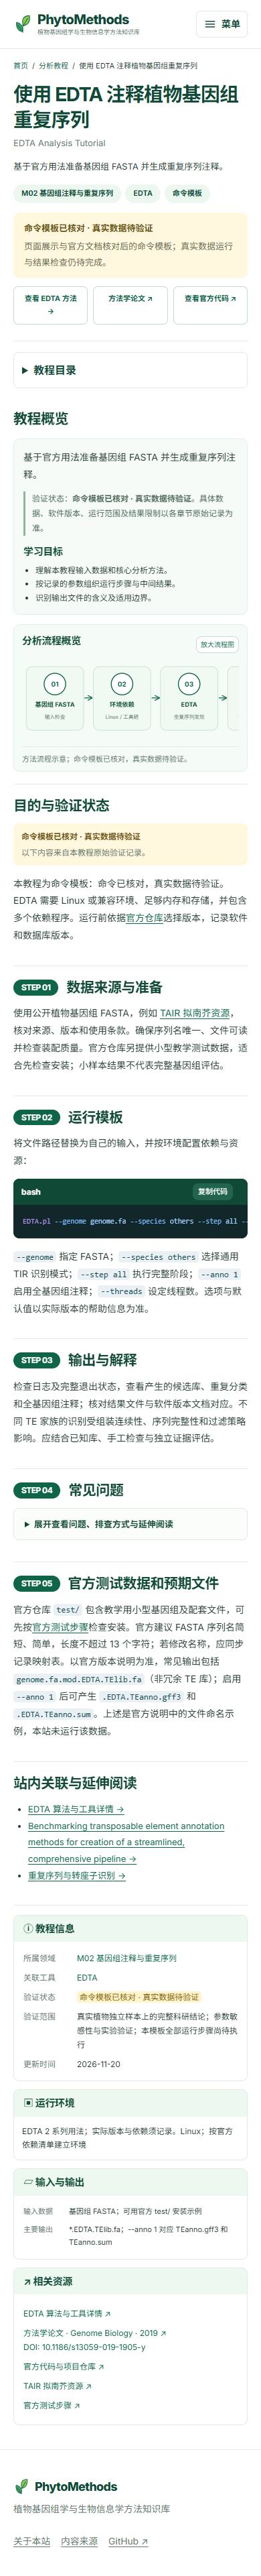 PhytoMethods
植物基因组学与生物信息学方法知识库
菜单
首页 / 分析教程 / 使用 EDTA 注释植物基因组重复序列
使用 EDTA 注释植物基因组
重复序列
EDTA Analysis Tutorial
基于官方用法准备基因组 FASTA 并生成重复序列注释。
M02 基因组注释与重复序列
EDTA
命令模板
命令模板已核对 · 真实数据待验证
页面展示与官方文档核对后的命令模板；真实数据运行
与结果检查仍待完成。
查看 EDTA 方法
→
方法学论文 ↗
查看官方代码 ↗
▶ 教程目录
教程概览
基于官方用法准备基因组 FASTA 并生成重复序列注
释。
验证状态：命令模板已核对 · 真实数据待验证。具体数
据、软件版本、运行范围及结果限制以各章节原始记录为
准。
学习目标
• 理解本教程输入数据和核心分析方法。
• 按记录的参数组织运行步骤与中间结果。
• 识别输出文件的含义及适用边界。
分析流程概览
放大流程图
01
基因组 FASTA
输入检查
→
02
环境依赖
Linux / 工具链
→
03
EDTA
全复序列发现
→
方法流程示意；命令模板已核对，真实数据待验证。
目的与验证状态
命令模板已核对 · 真实数据待验证
以下内容来自本教程原始验证记录。
本教程为命令模板：命令已核对，真实数据待验证。
EDTA 需要 Linux 或兼容环境、足够内存和存储，并包含
多个依赖程序。运行前依据官方仓库选择版本，记录软件
和数据库版本。
STEP 01 数据来源与准备
使用公开植物基因组 FASTA，例如 TAIR 拟南芥资源，
核对来源、版本和使用条款。确保序列名唯一、文件可读
并检查装配质量。官方仓库另提供小型教学测试数据，适
合先检查安装；小样本结果不代表完整基因组评估。
STEP 02 运行模板
将文件路径替换为自己的输入，并按环境配置依赖与资
源：
bash
复制代码
EDTA.pl --genome genome.fa --species others --step all --
--genome 指定 FASTA；--species others 选择通用
TIR 识别模式；--step all 执行完整阶段；--anno 1
启用全基因组注释；--threads 设定线程数。选项与默
认值以实际版本的帮助信息为准。
STEP 03 输出与解释
检查日志及完整退出状态，查看产生的候选库、重复分类
和全基因组注释；核对结果文件与软件版本文档对应。不
同 TE 家族的识别受组装连续性、序列完整性和过滤策略
影响。应结合已知库、手工检查与独立证据评估。
STEP 04 常见问题
▶ 展开查看问题、排查方式与延伸阅读
STEP 05 官方测试数据和预期文件
官方仓库 test/ 包含教学用小型基因组及配套文件，可
先按官方测试步骤检查安装。官方建议 FASTA 序列名简
短、简单，长度不超过 13 个字符；若修改名称，应同步
记录映射表。以官方版本说明为准，常见输出包括
genome.fa.mod.EDTA.TElib.fa（非冗余 TE 库）；启用
--anno 1 后可产生 .EDTA.TEanno.gff3 和
.EDTA.TEanno.sum。上述是官方说明中的文件命名示
例，本站未运行该数据。
站内关联与延伸阅读
• EDTA 算法与工具详情 →
• Benchmarking transposable element annotation
methods for creation of a streamlined,
comprehensive pipeline →
• 重复序列与转座子识别 →
教程信息
所属领域 M02 基因组注释与重复序列
关联工具 EDTA
验证状态 命令模板已核对 · 真实数据待验证
验证范围 真实植物独立样本上的完整科研结论；参数敏
感性与实验验证；本模板全部运行步骤尚待执
行
更新时间 2026-11-20
运行环境
EDTA 2 系列用法；实际版本与依赖须记录。Linux；按官方
依赖清单建立环境
输入与输出
输入数据 基因组 FASTA；可用官方 test/ 安装示例
主要输出 *.EDTA.TElib.fa；--anno 1 对应 TEanno.gff3 和
TEanno.sum
↗ 相关资源
EDTA 算法与工具详情 ↗
方法学论文 · Genome Biology · 2019 ↗
DOI: 10.1186/s13059-019-1905-y
官方代码与项目仓库 ↗
TAIR 拟南芥资源 ↗
官方测试步骤 ↗
PhytoMethods
植物基因组学与生物信息学方法知识库
关于本站 内容来源 GitHub ↗